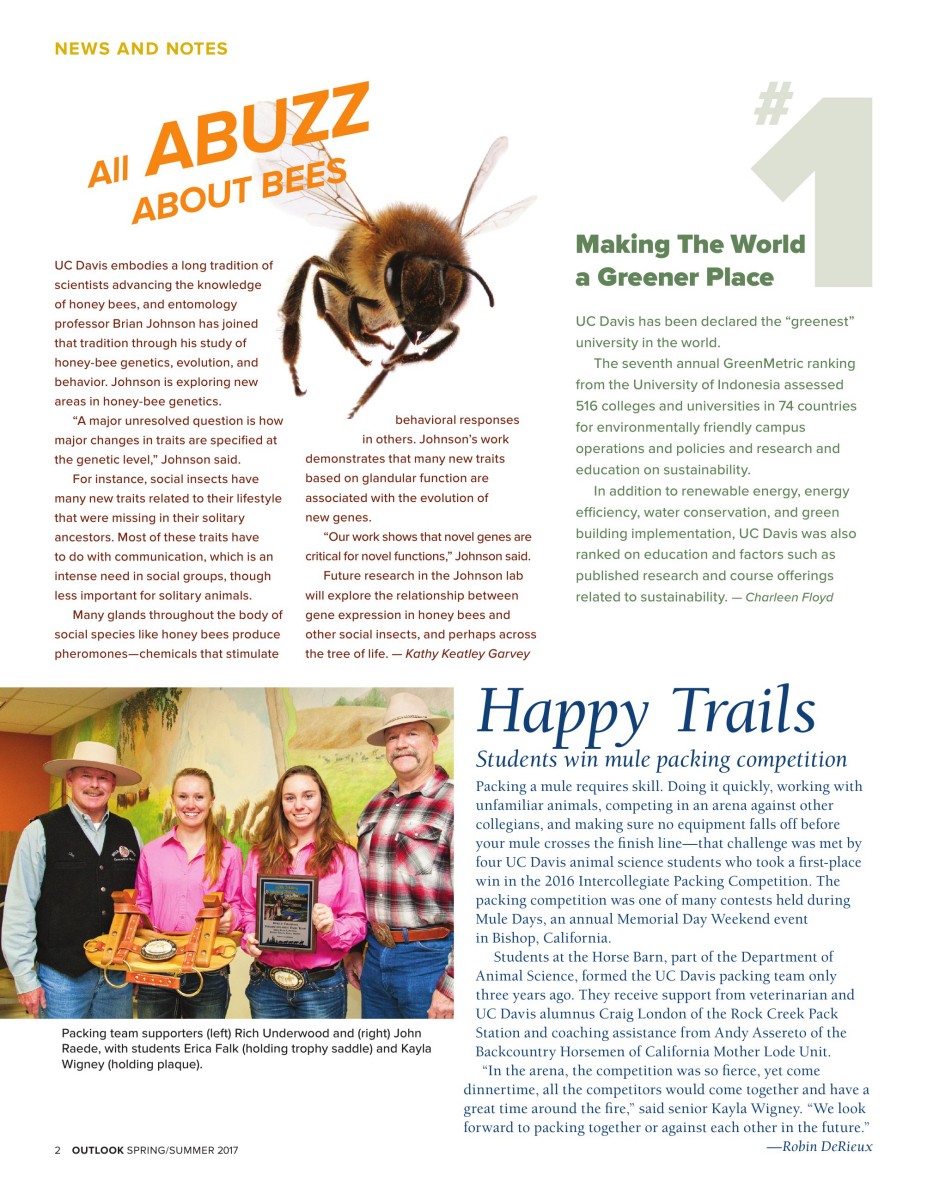 NEWS AND NOTES
All ABUZZ
ABOUT BEES
UC Davis embodies a long tradition of
scientists advancing the knowledge
of honey bees, and entomology
professor Brian Johnson has joined
that tradition through his study of
honey-bee genetics, evolution, and
behavior. Johnson is exploring new
areas in honey-bee genetics.
“A major unresolved question is how
major changes in traits are specified at
the genetic level,” Johnson said.
For instance, social insects have
many new traits related to their lifestyle
that were missing in their solitary
ancestors. Most of these traits have
to do with communication, which is an
intense need in social groups, though
less important for solitary animals.
Many glands throughout the body of
social species like honey bees produce
pheromones—chemicals that stimulate
behavioral responses
in others. Johnson’s work
demonstrates that many new traits
based on glandular function are
associated with the evolution of
new genes.
“Our work shows that novel genes are
critical for novel functions,” Johnson said.
Future research in the Johnson lab
will explore the relationship between
gene expression in honey bees and
other social insects, and perhaps across
the tree of life. — Kathy Keatley Garvey
#1
Making The World
a Greener Place
UC Davis has been declared the “greenest”
university in the world.
The seventh annual GreenMetric ranking
from the University of Indonesia assessed
516 colleges and universities in 74 countries
for environmentally friendly campus
operations and policies and research and
education on sustainability.
In addition to renewable energy, energy
efficiency, water conservation, and green
building implementation, UC Davis was also
ranked on education and factors such as
published research and course offerings
related to sustainability. — Charleen Floyd
Happy Trails
Students win mule packing competition
Packing a mule requires skill. Doing it quickly, working with
unfamiliar animals, competing in an arena against other
collegians, and making sure no equipment falls off before
your mule crosses the finish line—that challenge was met by
four UC Davis animal science students who took a first-place
win in the 2016 Intercollegiate Packing Competition. The
packing competition was one of many contests held during
Mule Days, an annual Memorial Day Weekend event
in Bishop, California.
Students at the Horse Barn, part of the Department of
Animal Science, formed the UC Davis packing team only
three years ago. They receive support from veterinarian and
UC Davis alumnus Craig London of the Rock Creek Pack
Station and coaching assistance from Andy Assereto of the
Backcountry Horsemen of California Mother Lode Unit.
“In the arena, the competition was so fierce, yet come
dinnertime, all the competitors would come together and have a
great time around the fire,” said senior Kayla Wigney. “We look
forward to packing together or against each other in the future.”
—Robin DeRieux
Packing team supporters (left) Rich Underwood and (right) John
Raede, with students Erica Falk (holding trophy saddle) and Kayla
Wigney (holding plaque).
2 OUTLOOK SPRING/SUMMER 2017